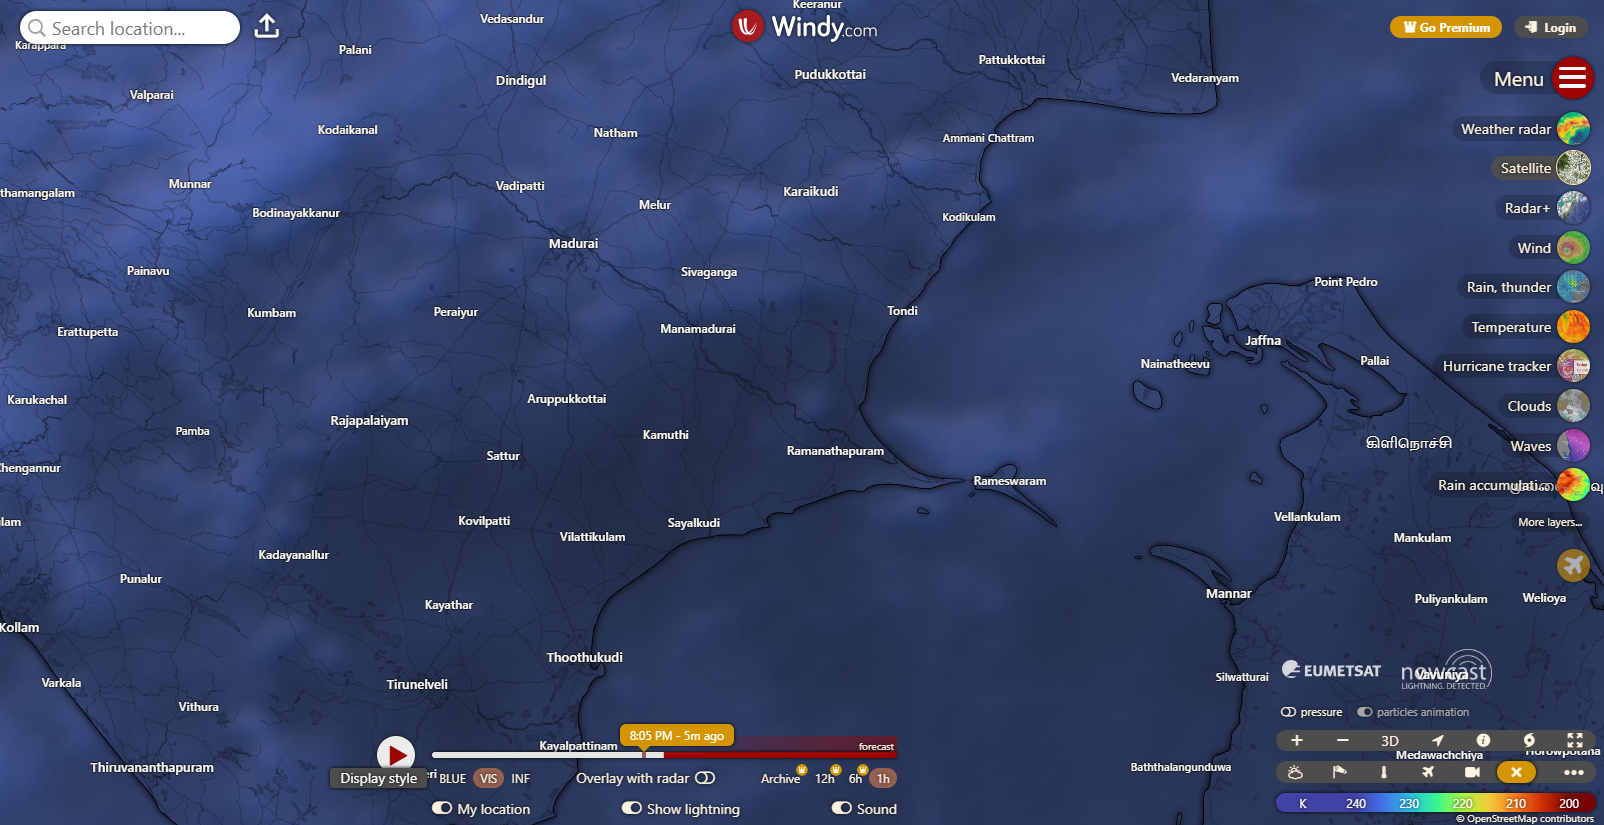 Search location...
Windy.com
Go Premium
Login
Menu
Weather radar
Satellite
Radar+
Wind
Rain, thunder
Temperature
Hurricane tracker
Clouds
Waves
Rain accumulati...
More layers...
Keeranur
Vedasandur
Karappara
Palani
Pattukkottai
Dindigul
Pudukkottai
Vedaranyam
Valparai
Kodaikanal
Natham
Ammani Chattram
Munnar
Vadipatti
Karaikudi
thamangalam
Melur
Bodinayakkanur
Kodikulam
Madurai
Painavu
Sivaganga
Point Pedro
Kumbam
Peraiyur
Tondi
Erattupetta
Manamadurai
Jaffna
Nainatheevu
Pallai
Karukachal
Aruppukkottai
Rajapalaiyam
Pamba
Kamuthi
கிளிநொச்சி
Sattur
Ramanathapuram
Chengannur
Rameswaram
lam
Kovilpatti
Sayalkudi
Vellankulam
Vilattikulam
Mankulam
Kadayanallur
Punalur
Mannar
Puliyankulam
Welioya
Kayathar
Kollam
Thoothukudi
Varkala
Tirunelveli
Silwatturai
Vavuniya
Vithura
Kayalpattinam
Thiruvananthapuram
Baththalangunduwa
Medawachchiya
Horowpotana
EUMETSAT
nowcast
LIGHTNING. DETECTED.
pressure
particles animation
3D
8:05 PM - 5m ago
forecast
Display style
eri
BLUE
VIS
INF
Overlay with radar
Archive
12h
6h
1h
My location
Show lightning
Sound
K 240 230 220 210 200
© OpenStreetMap contributors